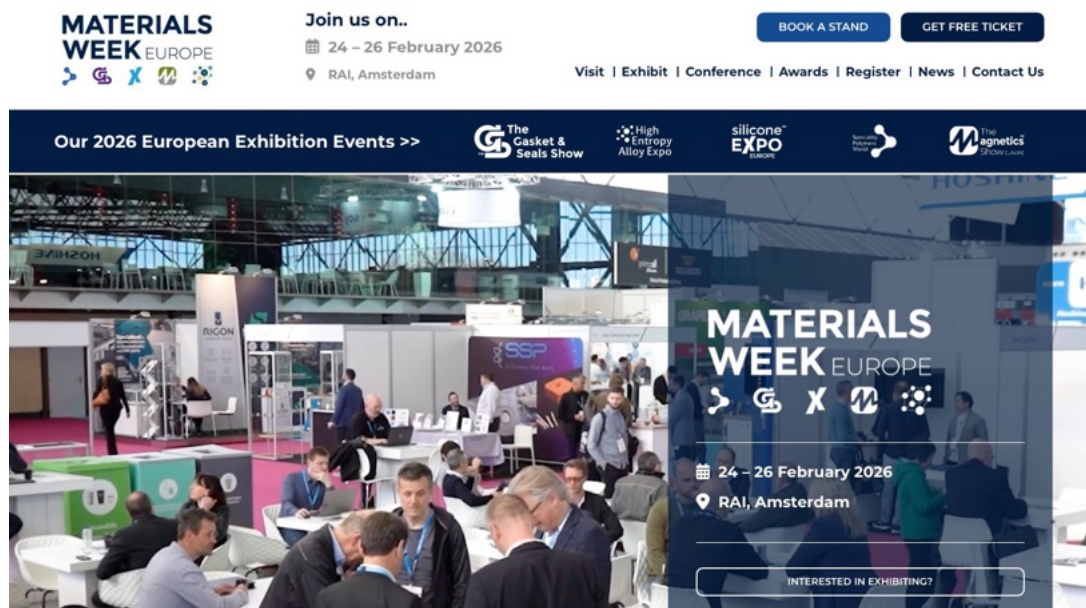 MATERIALS
WEEK EUROPE
Join us on..
24 – 26 February 2026
RAI, Amsterdam
BOOK A STAND
GET FREE TICKET
Visit | Exhibit | Conference | Awards | Register | News | Contact Us
Our 2026 European Exhibition Events >>
The
Gasket &
Seals Show
High
Entropy
Alloy Expo
silicone™
EXPO
EUROPE
Speciality
Polymers
World
The
Magnetics
Show EUROPE
HOSHINE
HOSHINE
RIGON
SSP
MATERIALS
WEEK EUROPE
24 – 26 February 2026
RAI, Amsterdam
INTERESTED IN EXHIBITING?